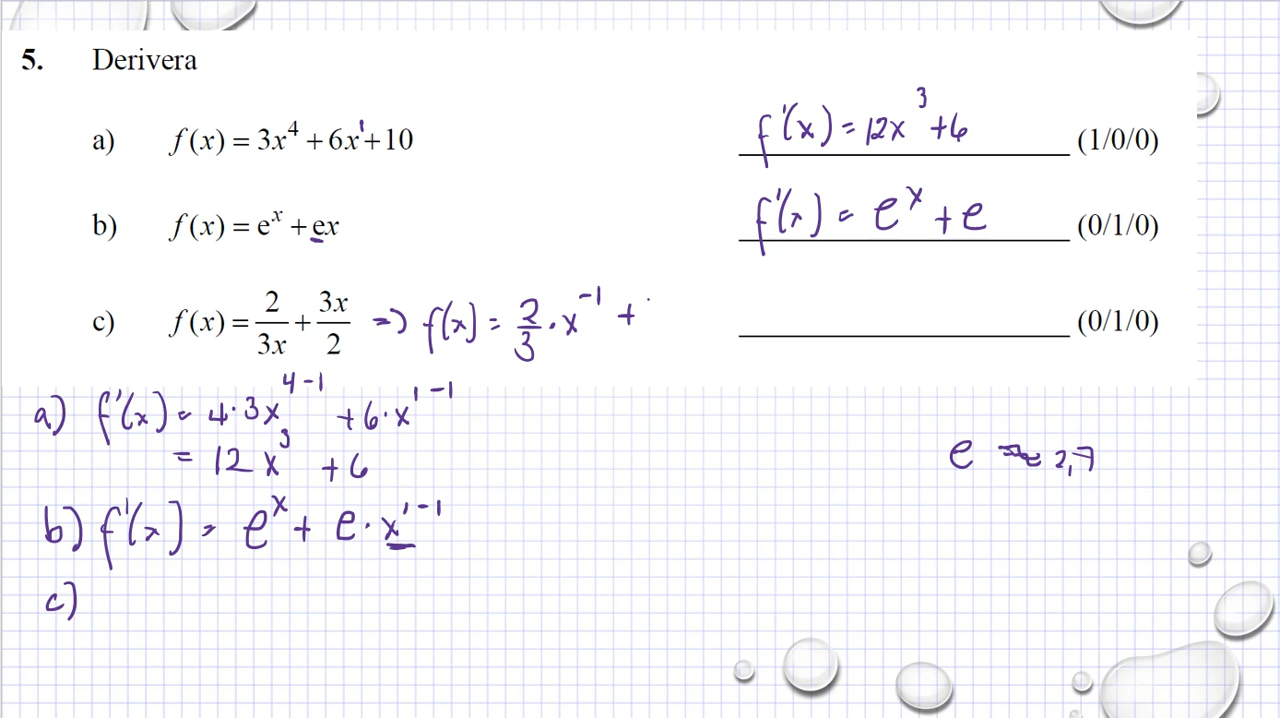 5. Derivera
a) f(x) = 3x⁴ + 6x¹ + 10 f'(x) = 12x³ + 6 (1/0/0)
b) f(x) = eˣ + ex f'(x) = eˣ + e (0/1/0)
c) f(x) = 2/3x + 3x/2 => f(x) = 2/3 · x⁻¹ + (0/1/0)
a) f'(x) = 4·3x⁴⁻¹ + 6·x¹⁻¹
= 12x³ + 6
e ≈ 2,7
b) f'(x) = eˣ + e·x¹⁻¹
c)